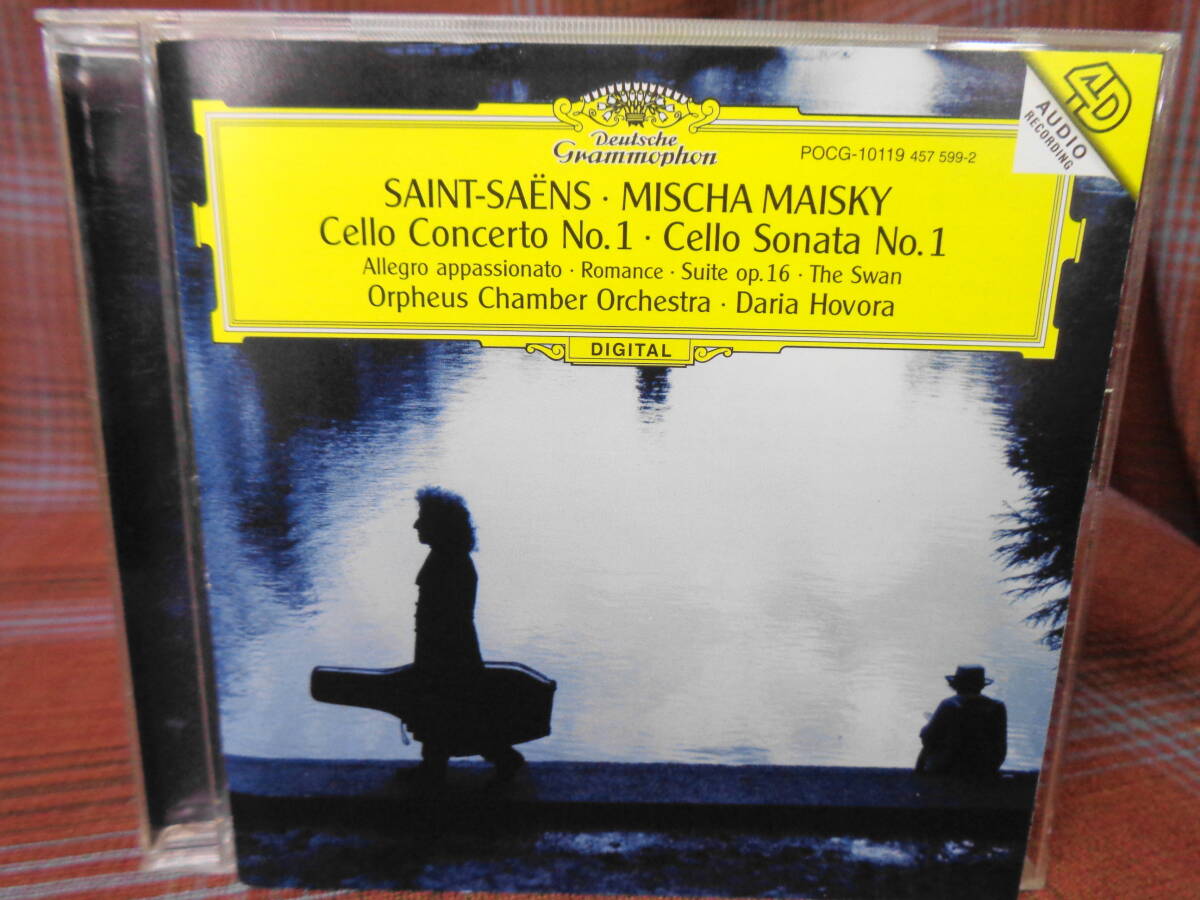 Deutsche
Grammophon
POCG-10119 457 599-2
4D
AUDIO
RECORDING
SAINT-SAËNS · MISCHA MAISKY
Cello Concerto No.1 · Cello Sonata No.1
Allegro appassionato · Romance · Suite op.16 · The Swan
Orpheus Chamber Orchestra · Daria Hovora
DIGITAL